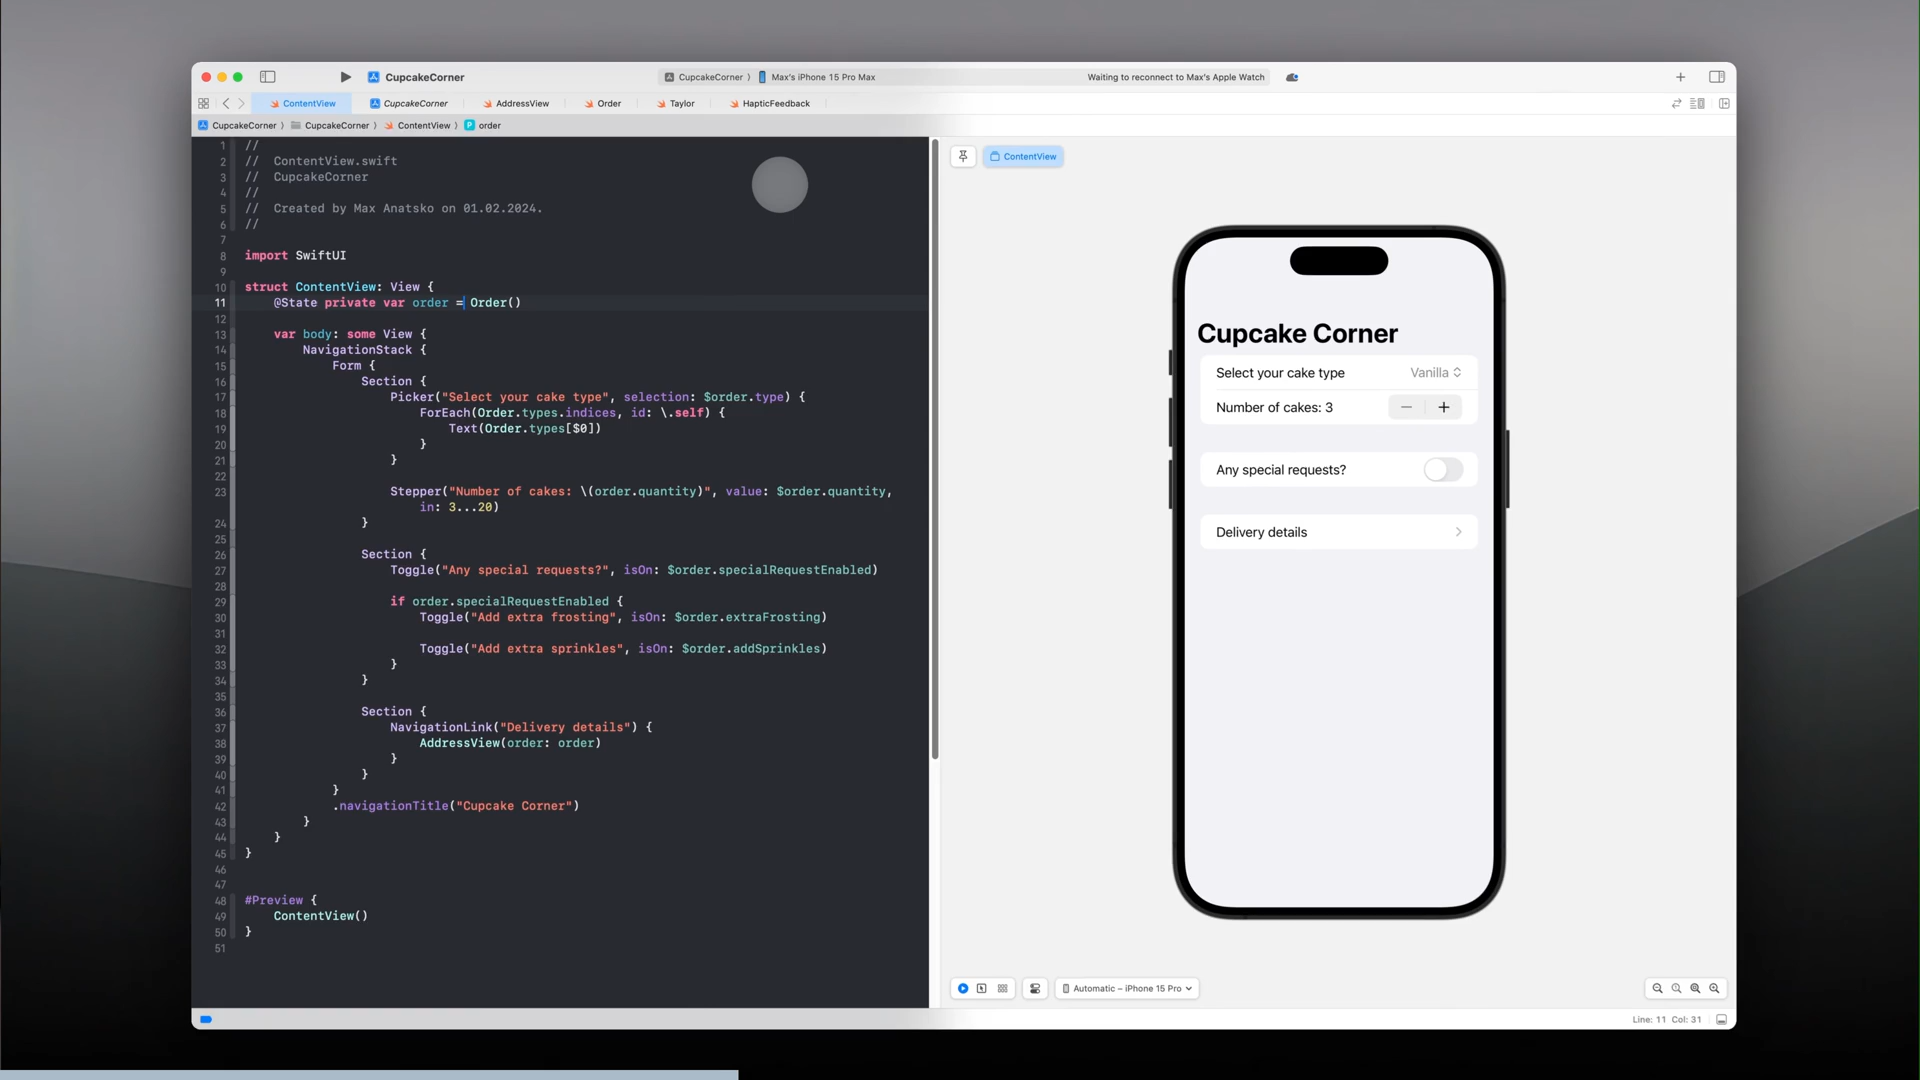 CupcakeCorner
CupcakeCorner 〉 Max's iPhone 15 Pro Max
Waiting to reconnect to Max's Apple Watch
ContentView
CupcakeCorner
AddressView
Order
Taylor
HapticFeedback
CupcakeCorner 〉 CupcakeCorner 〉 ContentView 〉 P order
1 //
2 //  ContentView.swift
3 //  CupcakeCorner
4 //
5 //  Created by Max Anatsko on 01.02.2024.
6 //
7
8 import SwiftUI
9
10 struct ContentView: View {
11     @State private var order = Order()
12
13     var body: some View {
14         NavigationStack {
15             Form {
16                 Section {
17                     Picker("Select your cake type", selection: $order.type) {
18                         ForEach(Order.types.indices, id: \.self) {
19                             Text(Order.types[$0])
20                         }
21                     }
22
23                     Stepper("Number of cakes: \(order.quantity)", value: $order.quantity,
in: 3...20)
24                 }
25
26                 Section {
27                     Toggle("Any special requests?", isOn: $order.specialRequestEnabled)
28
29                     if order.specialRequestEnabled {
30                         Toggle("Add extra frosting", isOn: $order.extraFrosting)
31
32                         Toggle("Add extra sprinkles", isOn: $order.addSprinkles)
33                     }
34                 }
35
36                 Section {
37                     NavigationLink("Delivery details") {
38                         AddressView(order: order)
39                     }
40                 }
41             }
42             .navigationTitle("Cupcake Corner")
43         }
44     }
45 }
46
47
48 #Preview {
49     ContentView()
50 }
51
ContentView
Cupcake Corner
Select your cake type Vanilla
Number of cakes: 3 − +
Any special requests?
Delivery details
Automatic – iPhone 15 Pro
Line: 11 Col: 31